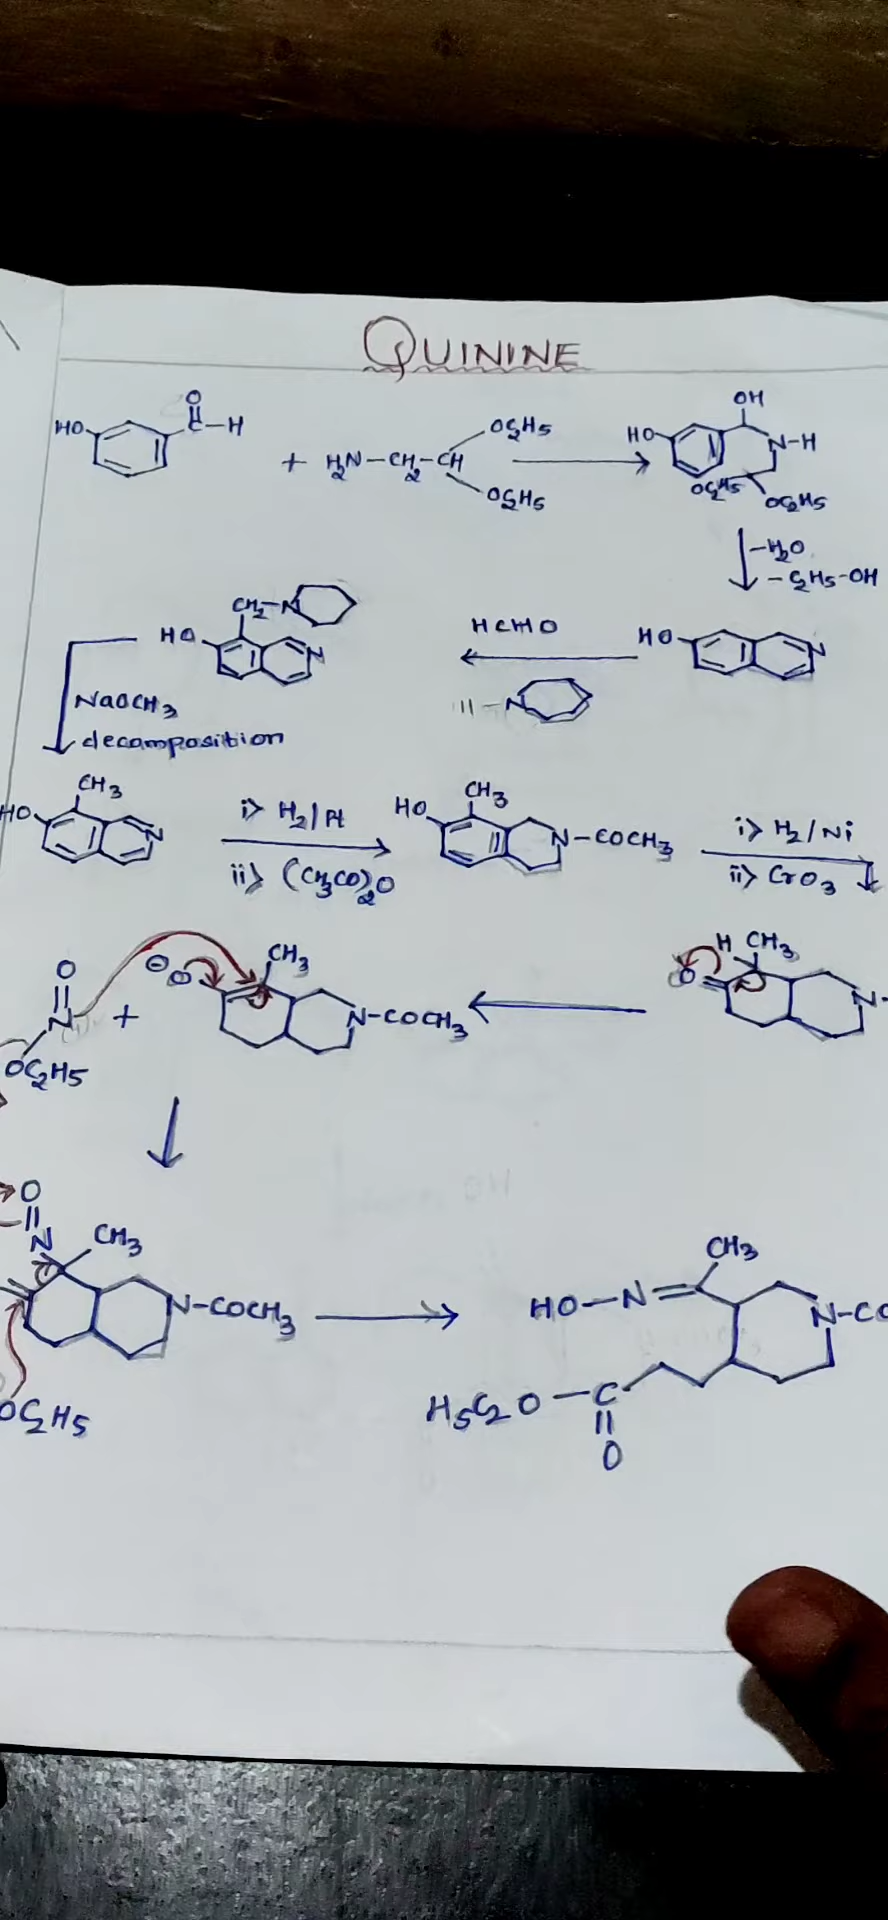 QUININE
HO
O
C-H
+ H2N-CH2-CH
OC2H5
OC2H5
OH
HO
N-H
OC2H5
OC2H5
-H2O
- C2H5-OH
CH2-N
HO
N
HCHO
N
HO
N
NaOCH3
decomposition
CH3
HO
N
i> H2/Pt
ii> (CH3CO)2O
CH3
HO
N-COCH3
i> H2/Ni
ii> CrO3
O
N
OC2H5
+
⊖O
CH3
N-COCH3
H CH3
O
N-
O
N
CH3
N-COCH3
OC2H5
CH3
HO-N
N-CO
H5C2O-C
O